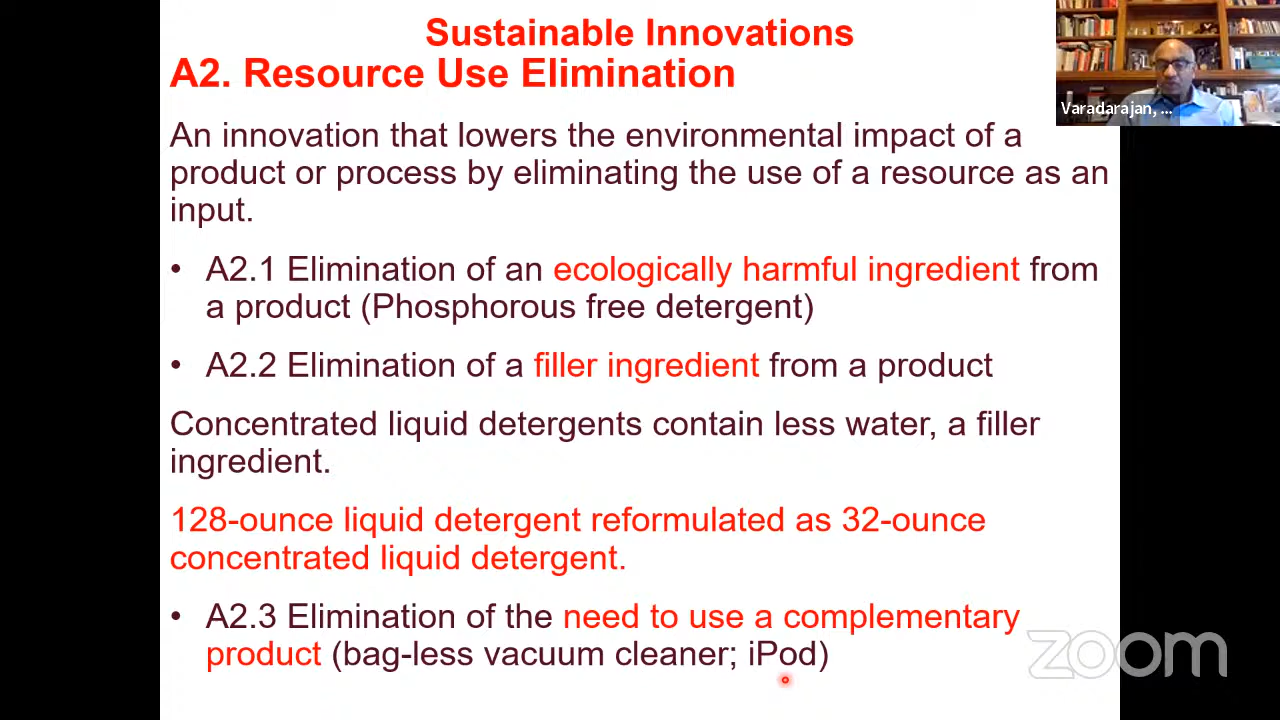 Sustainable Innovations
A2. Resource Use Elimination
Varadarajan, ...
An innovation that lowers the environmental impact of a
product or process by eliminating the use of a resource as an
input.
• A2.1 Elimination of an ecologically harmful ingredient from
a product (Phosphorous free detergent)
• A2.2 Elimination of a filler ingredient from a product
Concentrated liquid detergents contain less water, a filler
ingredient.
128-ounce liquid detergent reformulated as 32-ounce
concentrated liquid detergent.
• A2.3 Elimination of the need to use a complementary
product (bag-less vacuum cleaner; iPod)
zoom